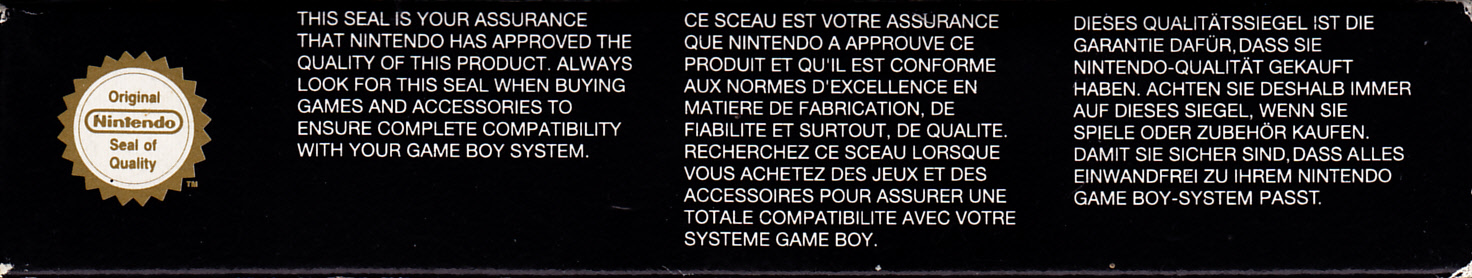 Original
Nintendo
Seal of
Quality
TM
THIS SEAL IS YOUR ASSURANCE
THAT NINTENDO HAS APPROVED THE
QUALITY OF THIS PRODUCT. ALWAYS
LOOK FOR THIS SEAL WHEN BUYING
GAMES AND ACCESSORIES TO
ENSURE COMPLETE COMPATIBILITY
WITH YOUR GAME BOY SYSTEM.
CE SCEAU EST VOTRE ASSURANCE
QUE NINTENDO A APPROUVE CE
PRODUIT ET QU'IL EST CONFORME
AUX NORMES D'EXCELLENCE EN
MATIERE DE FABRICATION, DE
FIABILITE ET SURTOUT, DE QUALITE.
RECHERCHEZ CE SCEAU LORSQUE
VOUS ACHETEZ DES JEUX ET DES
ACCESSOIRES POUR ASSURER UNE
TOTALE COMPATIBILITE AVEC VOTRE
SYSTEME GAME BOY.
DIESES QUALITÄTSSIEGEL IST DIE
GARANTIE DAFÜR, DASS SIE
NINTENDO-QUALITÄT GEKAUFT
HABEN. ACHTEN SIE DESHALB IMMER
AUF DIESES SIEGEL, WENN SIE
SPIELE ODER ZUBEHÖR KAUFEN.
DAMIT SIE SICHER SIND, DASS ALLES
EINWANDFREI ZU IHREM NINTENDO
GAME BOY-SYSTEM PASST.